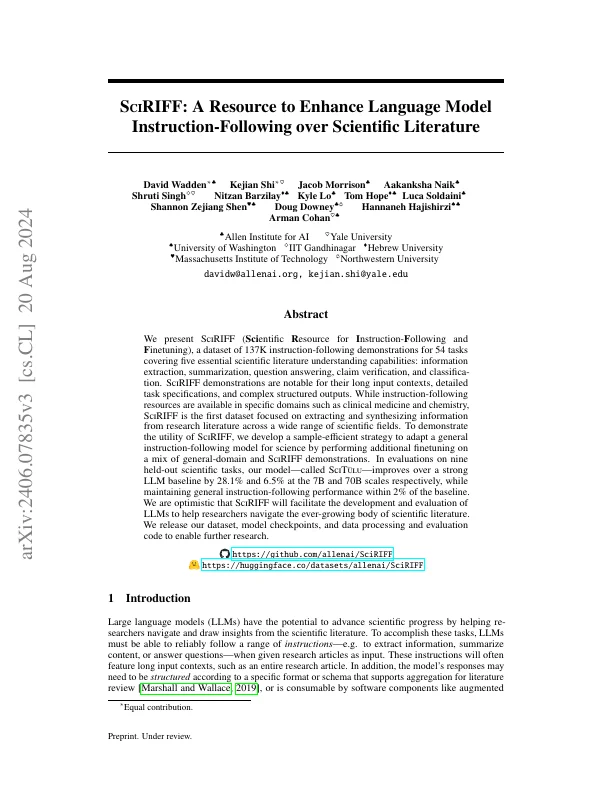 SCIRIFF: A Resource to Enhance Language Model
Instruction-Following over Scientific Literature
David Wadden*♣ Kejian Shi*♡ Jacob Morrison♣ Aakanksha Naik♣
Shruti Singh♢♡ Nitzan Barzilay♦♣ Kyle Lo♣ Tom Hope♦♣ Luca Soldaini♣
Shannon Zejiang Shen♥♣ Doug Downey♣ Hannaneh Hajishirzi♣♠
Arman Cohan♡♣
♣Allen Institute for AI ♡Yale University
♠University of Washington ♢IIT Gandhinagar ♦Hebrew University
♥Massachusetts Institute of Technology Northwestern University
davidw@allenai.org, kejian.shi@yale.edu
Abstract
We present SCIRIFF (Scientific Resource for Instruction-Following and
Finetuning), a dataset of 137K instruction-following demonstrations for 54 tasks
covering five essential scientific literature understanding capabilities: information
extraction, summarization, question answering, claim verification, and classifica-
tion. SCIRIFF demonstrations are notable for their long input contexts, detailed
task specifications, and complex structured outputs. While instruction-following
resources are available in specific domains such as clinical medicine and chemistry,
SCIRIFF is the first dataset focused on extracting and synthesizing information
from research literature across a wide range of scientific fields. To demonstrate
the utility of SCIRIFF, we develop a sample-efficient strategy to adapt a general
instruction-following model for science by performing additional finetuning on
a mix of general-domain and SCIRIFF demonstrations. In evaluations on nine
held-out scientific tasks, our model—called SCITÜLU—improves over a strong
LLM baseline by 28.1% and 6.5% at the 7B and 70B scales respectively, while
maintaining general instruction-following performance within 2% of the baseline.
We are optimistic that SCIRIFF will facilitate the development and evaluation of
LLMs to help researchers navigate the ever-growing body of scientific literature.
We release our dataset, model checkpoints, and data processing and evaluation
code to enable further research.
https://github.com/allenai/SciRIFF
https://huggingface.co/datasets/allenai/SciRIFF
1 Introduction
Large language models (LLMs) have the potential to advance scientific progress by helping re-
searchers navigate and draw insights from the scientific literature. To accomplish these tasks, LLMs
must be able to reliably follow a range of instructions—e.g. to extract information, summarize
content, or answer questions—when given research articles as input. These instructions will often
feature long input contexts, such as an entire research article. In addition, the model's responses may
need to be structured according to a specific format or schema that supports aggregation for literature
review [Marshall and Wallace, 2019], or is consumable by software components like augmented
*Equal contribution.
Preprint. Under review.
arXiv:2406.07835v3 [cs.CL] 20 Aug 2024